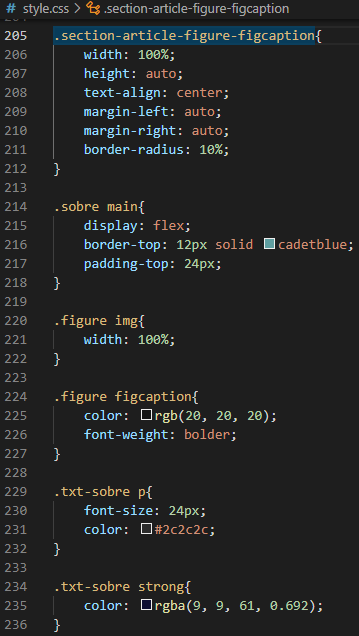 # style.css > .section-article-figure-figcaption
205 .section-article-figure-figcaption{
206     width: 100%;
207     height: auto;
208     text-align: center;
209     margin-left: auto;
210     margin-right: auto;
211     border-radius: 10%;
212 }
213
214 .sobre main{
215     display: flex;
216     border-top: 12px solid cadetblue;
217     padding-top: 24px;
218 }
219
220 .figure img{
221     width: 100%;
222 }
223
224 .figure figcaption{
225     color: rgb(20, 20, 20);
226     font-weight: bolder;
227 }
228
229 .txt-sobre p{
230     font-size: 24px;
231     color: #2c2c2c;
232 }
233
234 .txt-sobre strong{
235     color: rgba(9, 9, 61, 0.692);
236 }